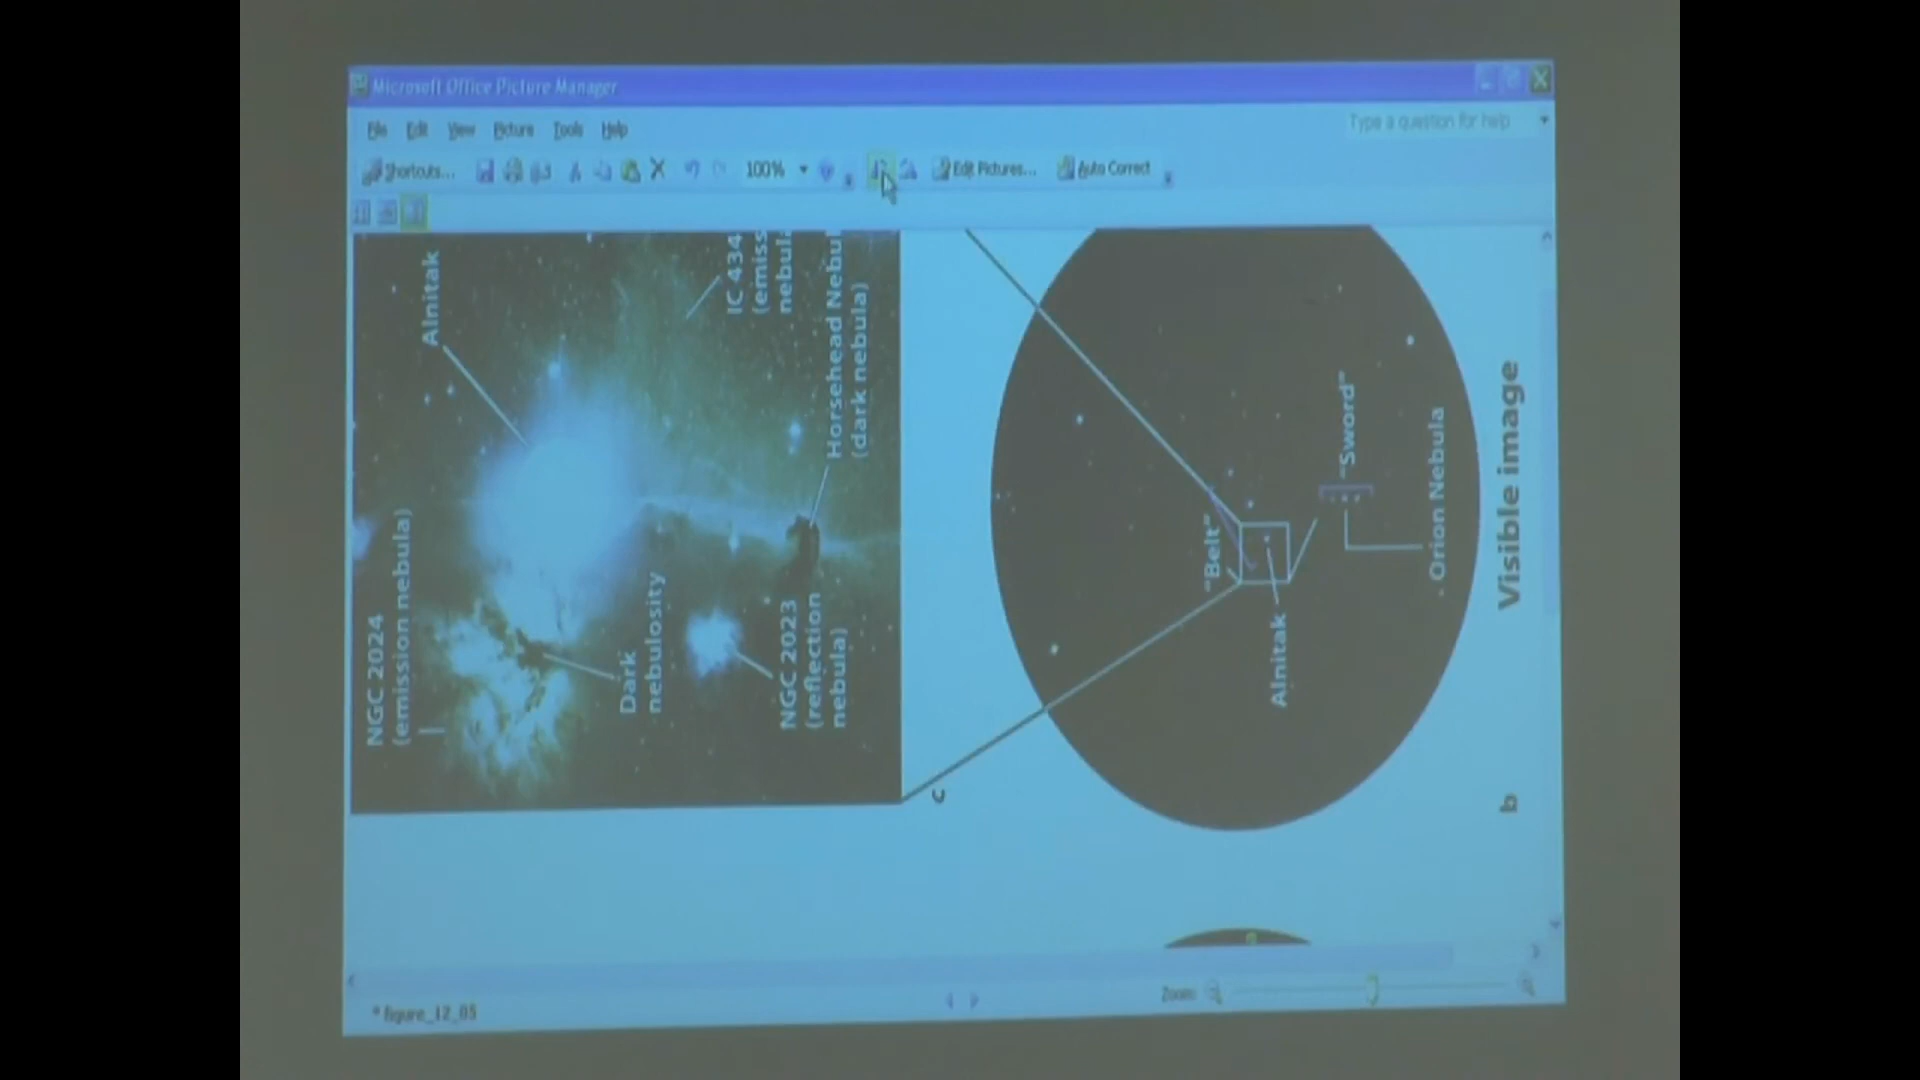 Microsoft Office Picture Manager
File Edit View Picture Tools Help
Type a question for help
Shortcuts...
100%
Edit Pictures...
Auto Correct
NGC 2024
(emission nebula)
Alnitak
Dark
nebulosity
IC 434
(emiss
nebula
Horsehead Nebul
(dark nebula)
NGC 2023
(reflection
nebula)
c
"Belt"
Alnitak
"Sword"
Orion Nebula
b Visible image
Zoom:
* figure_12_05